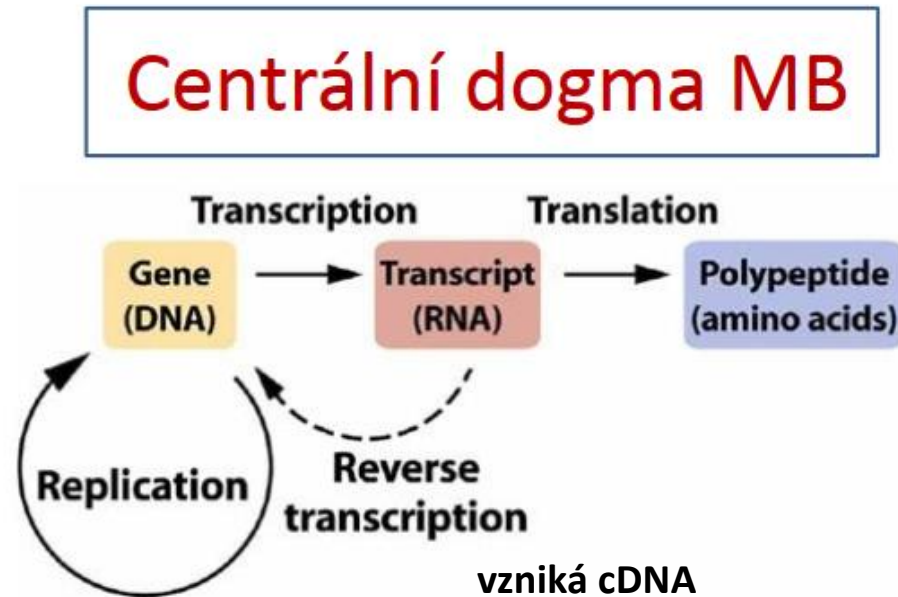 Centrální dogma MB
Transcription
Translation
Gene
(DNA)
Transcript
(RNA)
Polypeptide
(amino acids)
Replication
Reverse
transcription
vzniká cDNA